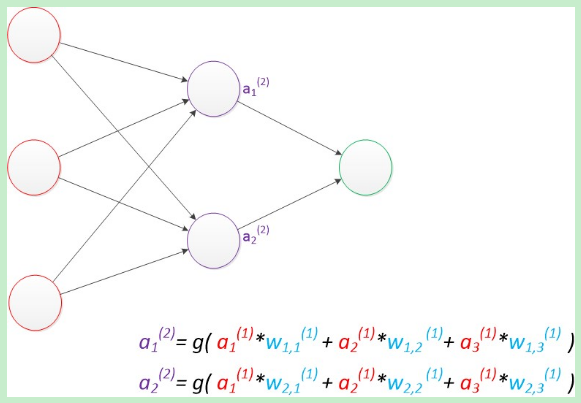 a₁⁽²⁾
a₂⁽²⁾
a₁⁽²⁾= g( a₁⁽¹⁾*w₁,₁⁽¹⁾ + a₂⁽¹⁾*w₁,₂⁽¹⁾+ a₃⁽¹⁾*w₁,₃⁽¹⁾ )
a₂⁽²⁾= g( a₁⁽¹⁾*w₂,₁⁽¹⁾ + a₂⁽¹⁾*w₂,₂⁽¹⁾+ a₃⁽¹⁾*w₂,₃⁽¹⁾ )